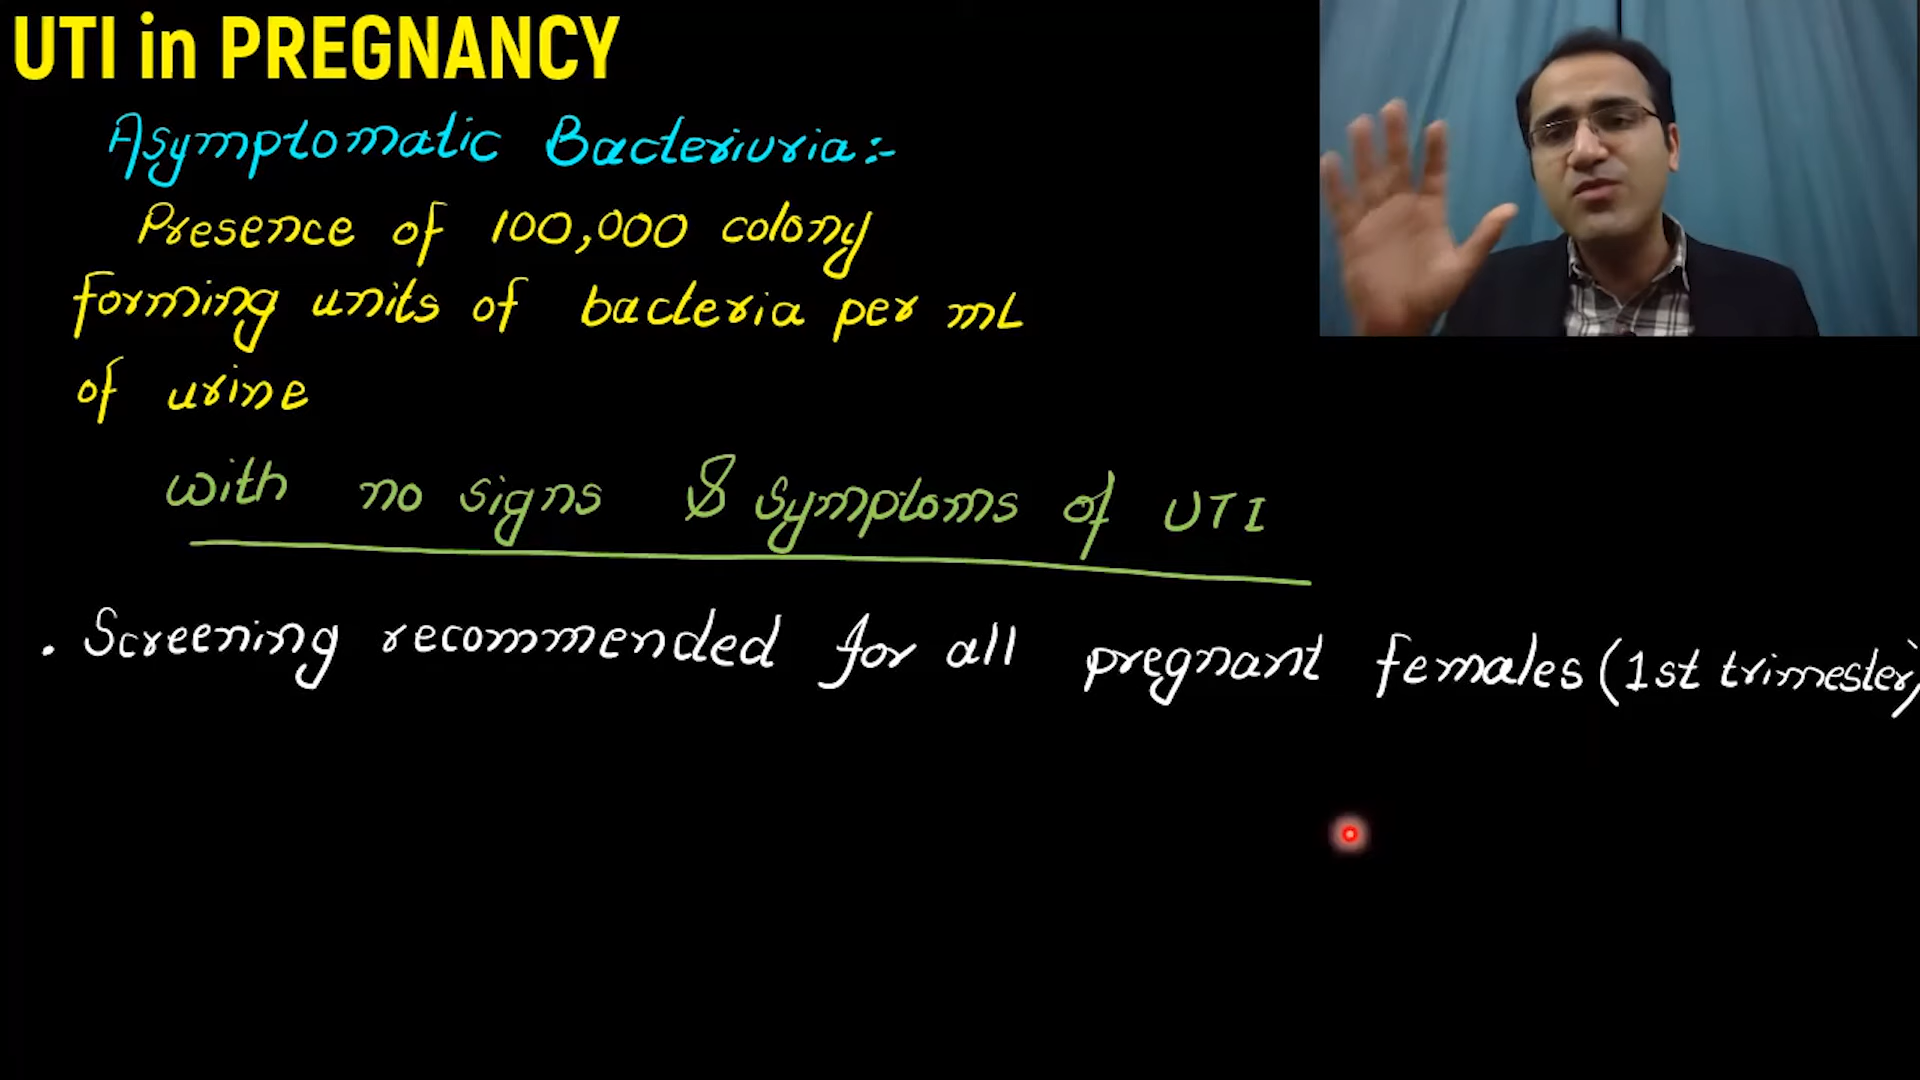 UTI in PREGNANCY
Asymptomatic Bacteriuria:-
Presence of 100,000 colony
forming units of bacteria per mL
of urine
with no signs & symptoms of UTI
. Screening recommended for all pregnant females (1st trimester)